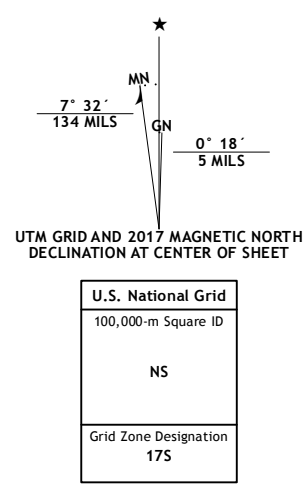 ★
MN
7° 32´
134 MILS
GN
0° 18´
5 MILS
UTM GRID AND 2017 MAGNETIC NORTH
DECLINATION AT CENTER OF SHEET
U.S. National Grid
100,000-m Square ID
NS
Grid Zone Designation
17S